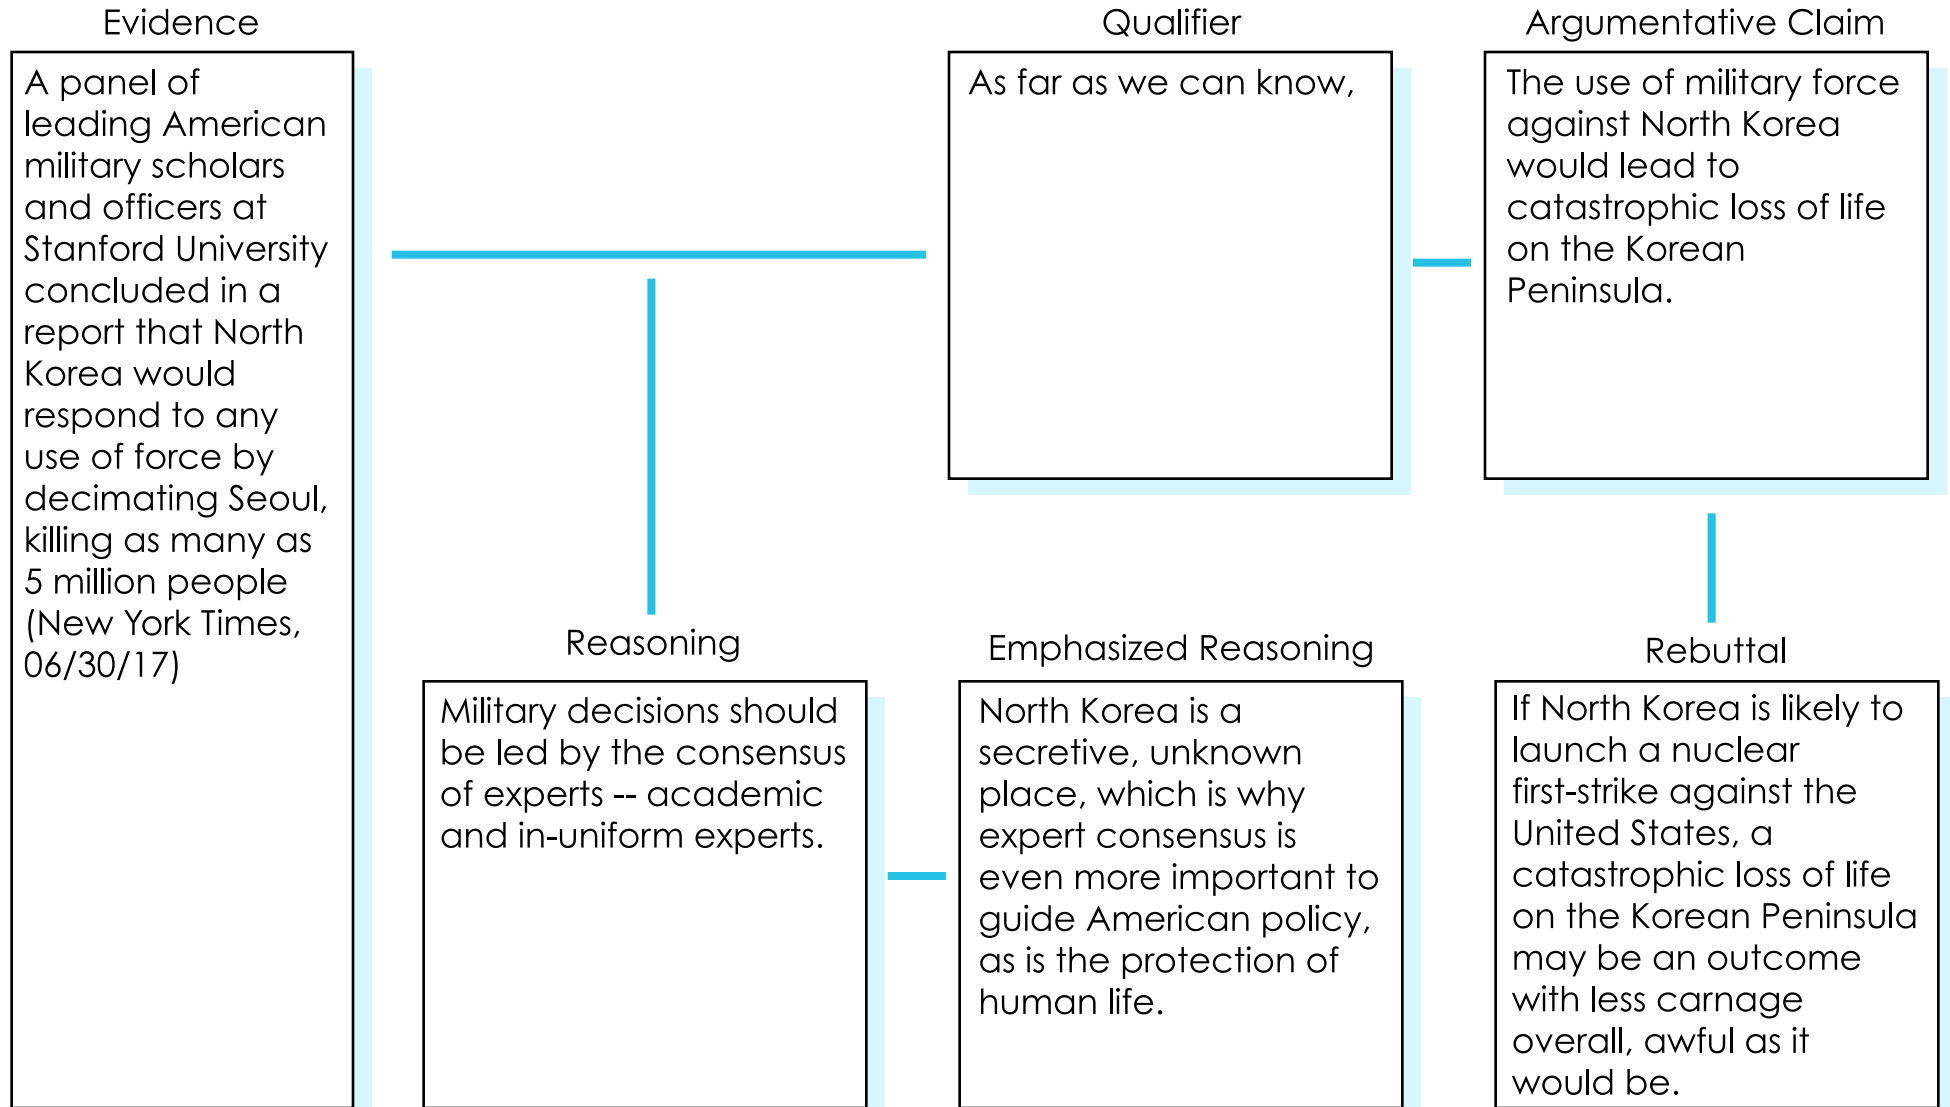 Evidence
A panel of
leading American
military scholars
and officers at
Stanford University
concluded in a
report that North
Korea would
respond to any
use of force by
decimating Seoul,
killing as many as
5 million people
(New York Times,
06/30/17)
Qualifier
As far as we can know,
Argumentative Claim
The use of military force
against North Korea
would lead to
catastrophic loss of life
on the Korean
Peninsula.
Reasoning
Military decisions should
be led by the consensus
of experts -- academic
and in-uniform experts.
Emphasized Reasoning
North Korea is a
secretive, unknown
place, which is why
expert consensus is
even more important to
guide American policy,
as is the protection of
human life.
Rebuttal
If North Korea is likely to
launch a nuclear
first-strike against the
United States, a
catastrophic loss of life
on the Korean Peninsula
may be an outcome
with less carnage
overall, awful as it
would be.